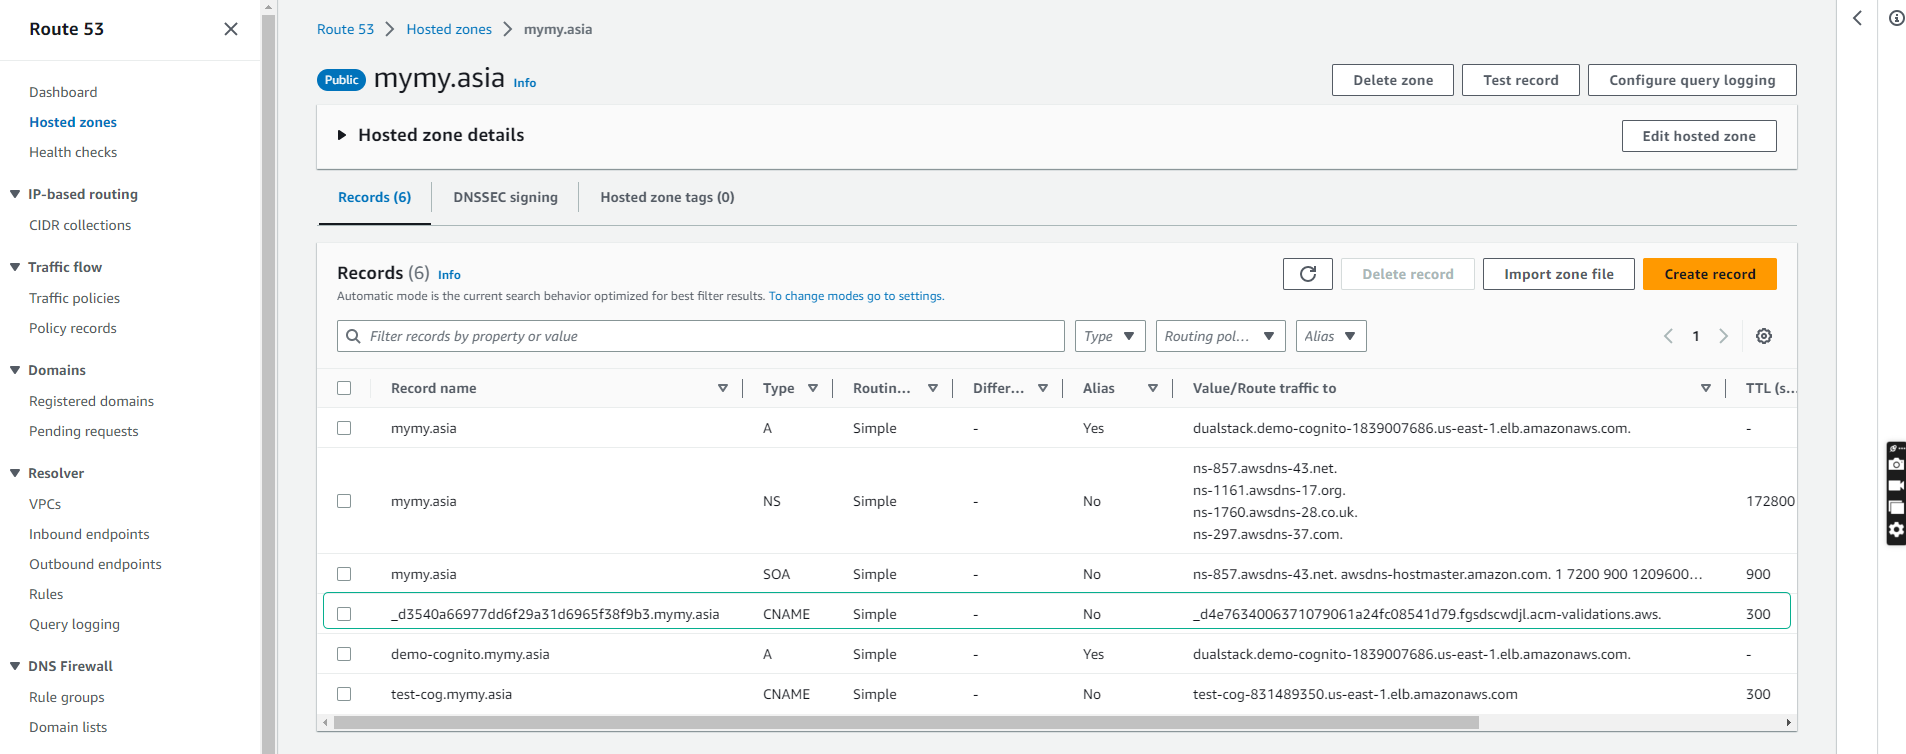 Route 53
Dashboard
Hosted zones
Health checks
IP-based routing
CIDR collections
Traffic flow
Traffic policies
Policy records
Domains
Registered domains
Pending requests
Resolver
VPCs
Inbound endpoints
Outbound endpoints
Rules
Query logging
DNS Firewall
Rule groups
Domain lists
Route 53 Hosted zones mymy.asia
Public mymy.asia Info
Delete zone Test record Configure query logging
Hosted zone details Edit hosted zone
Records (6) DNSSEC signing Hosted zone tags (0)
Records (6) Info
Delete record Import zone file Create record
Automatic mode is the current search behavior optimized for best filter results. To change modes go to settings.
Filter records by property or value Type Routing pol... Alias 1
Record name Type Routin... Differ... Alias Value/Route traffic to TTL (s...
mymy.asia A Simple - Yes dualstack.demo-cognito-1839007686.us-east-1.elb.amazonaws.com. -
mymy.asia NS Simple - No ns-857.awsdns-43.net.
ns-1161.awsdns-17.org.
ns-1760.awsdns-28.co.uk.
ns-297.awsdns-37.com.
172800
mymy.asia SOA Simple - No ns-857.awsdns-43.net. awsdns-hostmaster.amazon.com. 1 7200 900 1209600... 900
_d3540a66977dd6f29a31d6965f38f9b3.mymy.asia CNAME Simple - No _d4e7634006371079061a24fc08541d79.fgsdscwdjl.acm-validations.aws. 300
demo-cognito.mymy.asia A Simple - Yes dualstack.demo-cognito-1839007686.us-east-1.elb.amazonaws.com. -
test-cog.mymy.asia CNAME Simple - No test-cog-831489350.us-east-1.elb.amazonaws.com 300